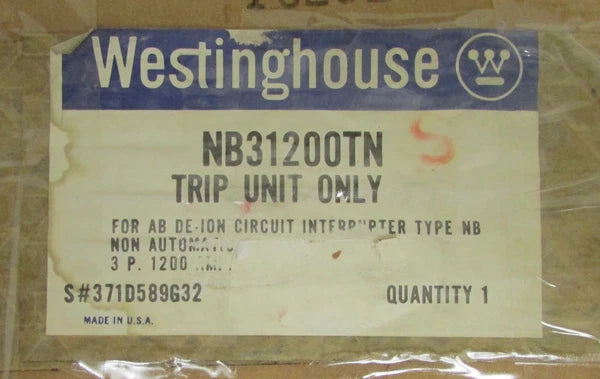 Westinghouse W
NB31200TN S
TRIP UNIT ONLY
FOR AB DE-ION CIRCUIT INTERRUPTER TYPE NB
NON AUTOMATIC
3 P. 1200
S#371D589G32 QUANTITY 1
MADE IN U.S.A.